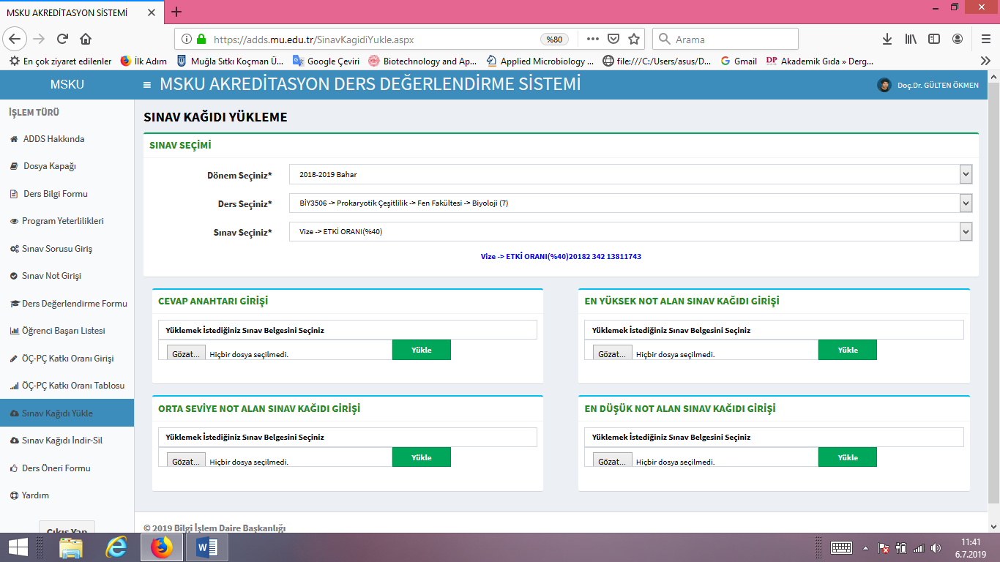 MSKU AKREDİTASYON SİSTEMİ
https://adds.mu.edu.tr/SinavKagidiYukle.aspx
%80
Arama
En çok ziyaret edilenler
İlk Adım
Muğla Sıtkı Koçman Ü...
Google Çeviri
Biotechnology and Ap...
Applied Microbiology ...
file:///C:/Users/asus/D...
Gmail
Akademik Gıda » Derg...
MSKU
MSKU AKREDİTASYON DERS DEĞERLENDİRME SİSTEMİ
Doç.Dr. GÜLTEN ÖKMEN
İŞLEM TÜRÜ
ADDS Hakkında
Dosya Kapağı
Ders Bilgi Formu
Program Yeterlilikleri
Sınav Sorusu Giriş
Sınav Not Girişi
Ders Değerlendirme Formu
Öğrenci Başarı Listesi
ÖÇ-PÇ Katkı Oranı Girişi
ÖÇ-PÇ Katkı Oranı Tablosu
Sınav Kağıdı Yükle
Sınav Kağıdı İndir-Sil
Ders Öneri Formu
Yardım
Çıkış Yap
SINAV KAĞIDI YÜKLEME
SINAV SEÇİMİ
Dönem Seçiniz*
2018-2019 Bahar
Ders Seçiniz*
BİY3506 -> Prokaryotik Çeşitlilik -> Fen Fakültesi -> Biyoloji (7)
Sınav Seçiniz*
Vize -> ETKİ ORANI(%40)
Vize -> ETKİ ORANI(%40)20182 342 13811743
CEVAP ANAHTARI GİRİŞİ
Yüklemek İstediğiniz Sınav Belgesini Seçiniz
Gözat... Hiçbir dosya seçilmedi.
Yükle
EN YÜKSEK NOT ALAN SINAV KAĞIDI GİRİŞİ
Yüklemek İstediğiniz Sınav Belgesini Seçiniz
Gözat... Hiçbir dosya seçilmedi.
Yükle
ORTA SEVİYE NOT ALAN SINAV KAĞIDI GİRİŞİ
Yüklemek İstediğiniz Sınav Belgesini Seçiniz
Gözat... Hiçbir dosya seçilmedi.
Yükle
EN DÜŞÜK NOT ALAN SINAV KAĞIDI GİRİŞİ
Yüklemek İstediğiniz Sınav Belgesini Seçiniz
Gözat... Hiçbir dosya seçilmedi.
Yükle
© 2019 Bilgi İşlem Daire Başkanlığı
11:41
6.7.2019